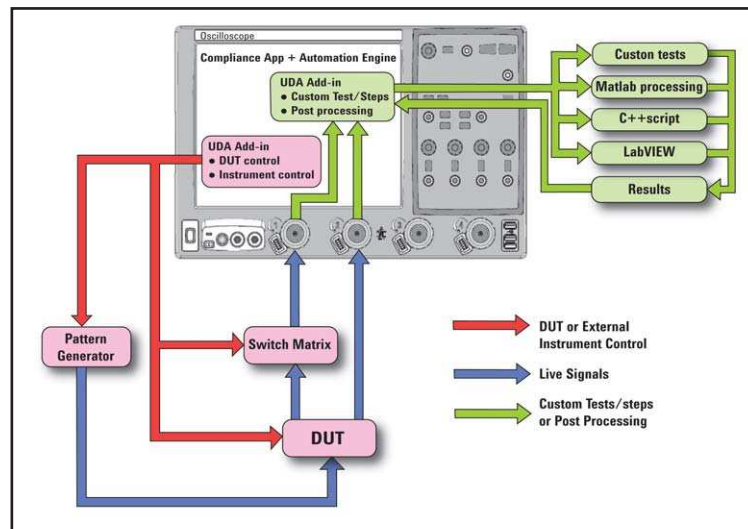 Oscilloscope
Compliance App + Automation Engine
UDA Add-in
● Custom Test/Steps
● Post processing
UDA Add-in
● DUT control
● Instrument control
Custon tests
Matlab processing
C++script
LabVIEW
Results
Pattern
Generator
Switch Matrix
DUT
DUT or External
Instrument Control
Live Signals
Custom Tests/steps
or Post Processing